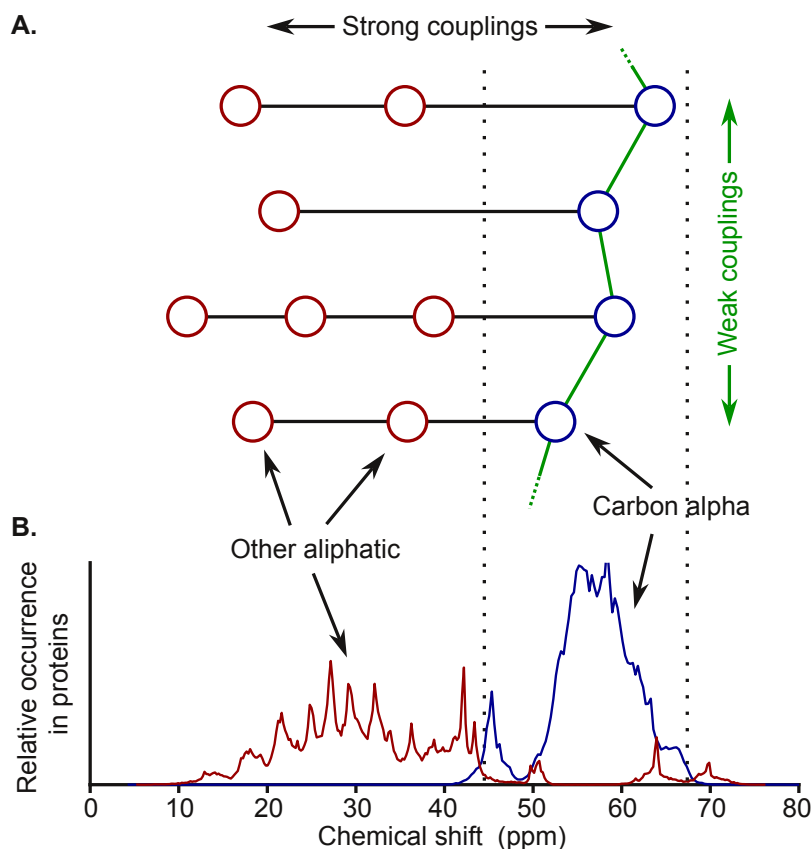 A.
Strong couplings
Weak couplings
Carbon alpha
Other aliphatic
B.
Relative occurrence
in proteins
0 10 20 30 40 50 60 70 80
Chemical shift (ppm)